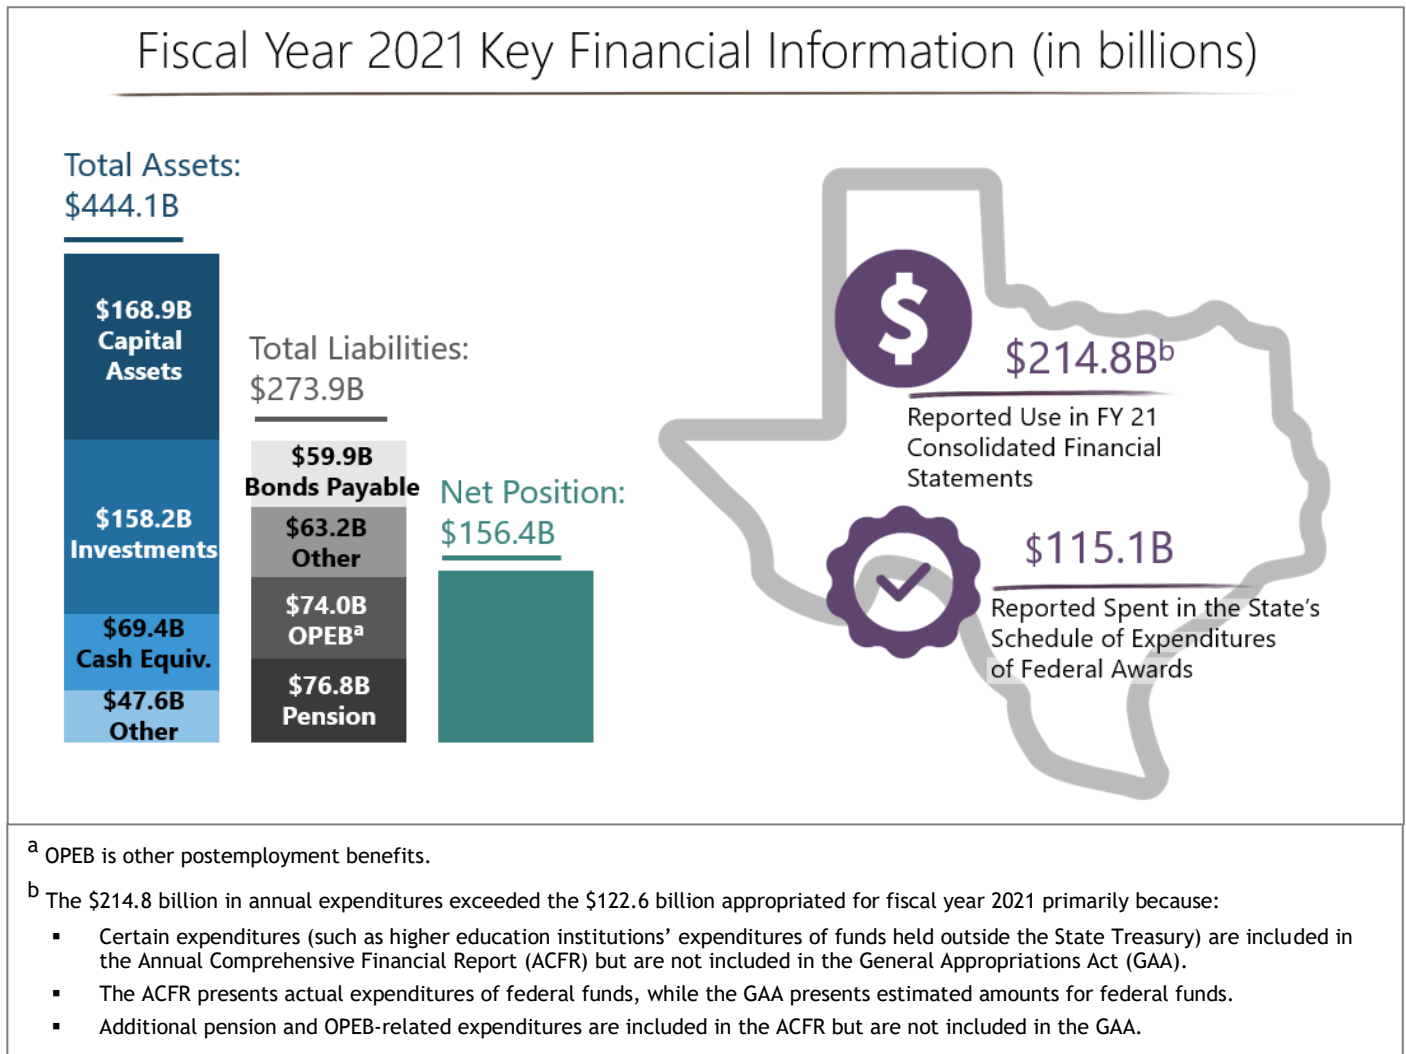 Fiscal Year 2021 Key Financial Information (in billions)
Total Assets:
$444.1B
$168.9B
Capital
Assets
$158.2B
Investments
$69.4B
Cash Equiv.
$47.6B
Other
Total Liabilities:
$273.9B
$59.9B
Bonds Payable
$63.2B
Other
$74.0B
OPEBa
$76.8B
Pension
Net Position:
$156.4B
$
$214.8Bb
Reported Use in FY 21
Consolidated Financial
Statements
$115.1B
Reported Spent in the State's
Schedule of Expenditures
of Federal Awards
a OPEB is other postemployment benefits.
b The $214.8 billion in annual expenditures exceeded the $122.6 billion appropriated for fiscal year 2021 primarily because:
▪ Certain expenditures (such as higher education institutions’ expenditures of funds held outside the State Treasury) are included in
the Annual Comprehensive Financial Report (ACFR) but are not included in the General Appropriations Act (GAA).
▪ The ACFR presents actual expenditures of federal funds, while the GAA presents estimated amounts for federal funds.
▪ Additional pension and OPEB-related expenditures are included in the ACFR but are not included in the GAA.